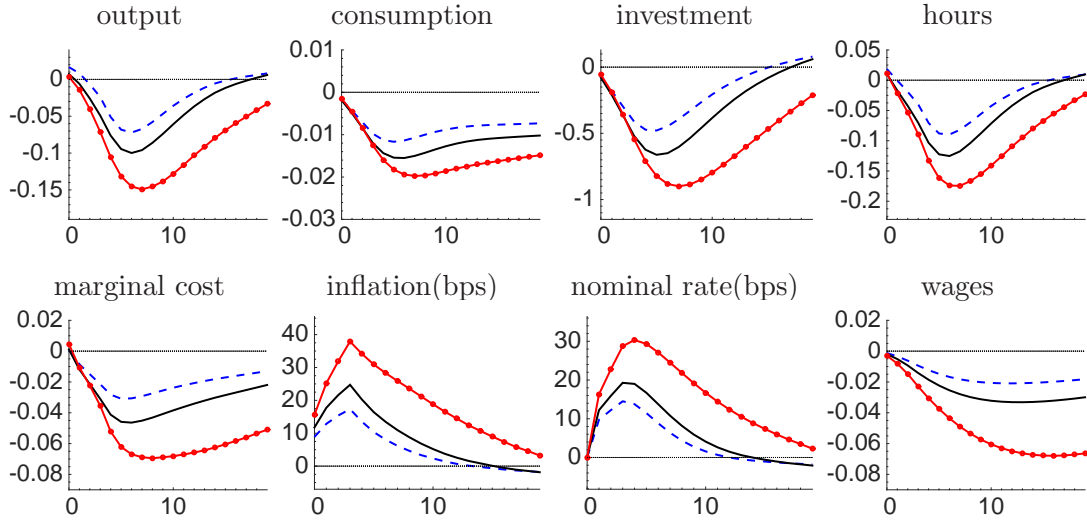 output consumption investment hours
0.05 0.01
0 0 0 0
-0.05 -0.01 -0.5 -0.05
-0.1 -0.02 -1 -0.1
-0.15 -0.03 -0.15
-0.2
0 10 0 10 0 10 0 10
marginal cost inflation(bps) nominal rate(bps) wages
0.02 40 30 0.02
0 30 20 0
-0.02 20 10 -0.02
-0.04 10 0 -0.04
-0.06 0 -0.06
-0.08 -0.08
0 10 0 10 0 10 0 10